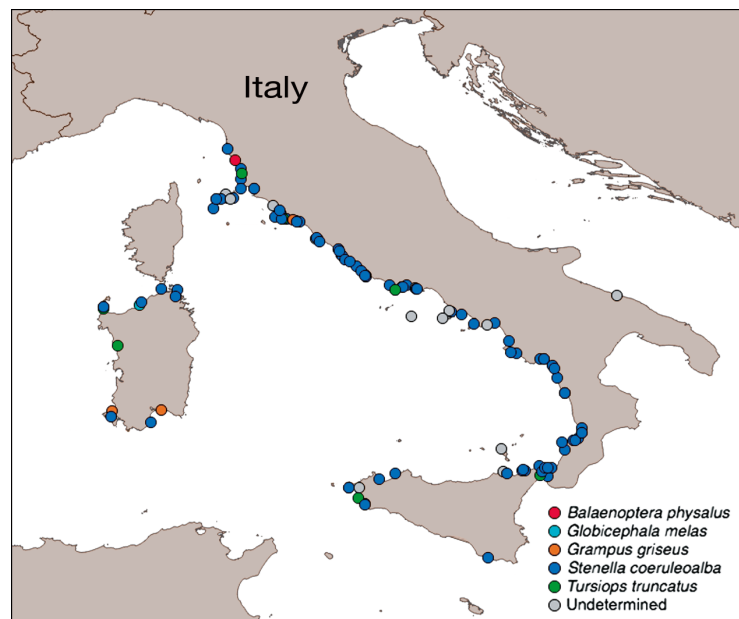 Italy
Balaenoptera physalus
Globicephala melas
Grampus griseus
Stenella coeruleoalba
Tursiops truncatus
Undetermined